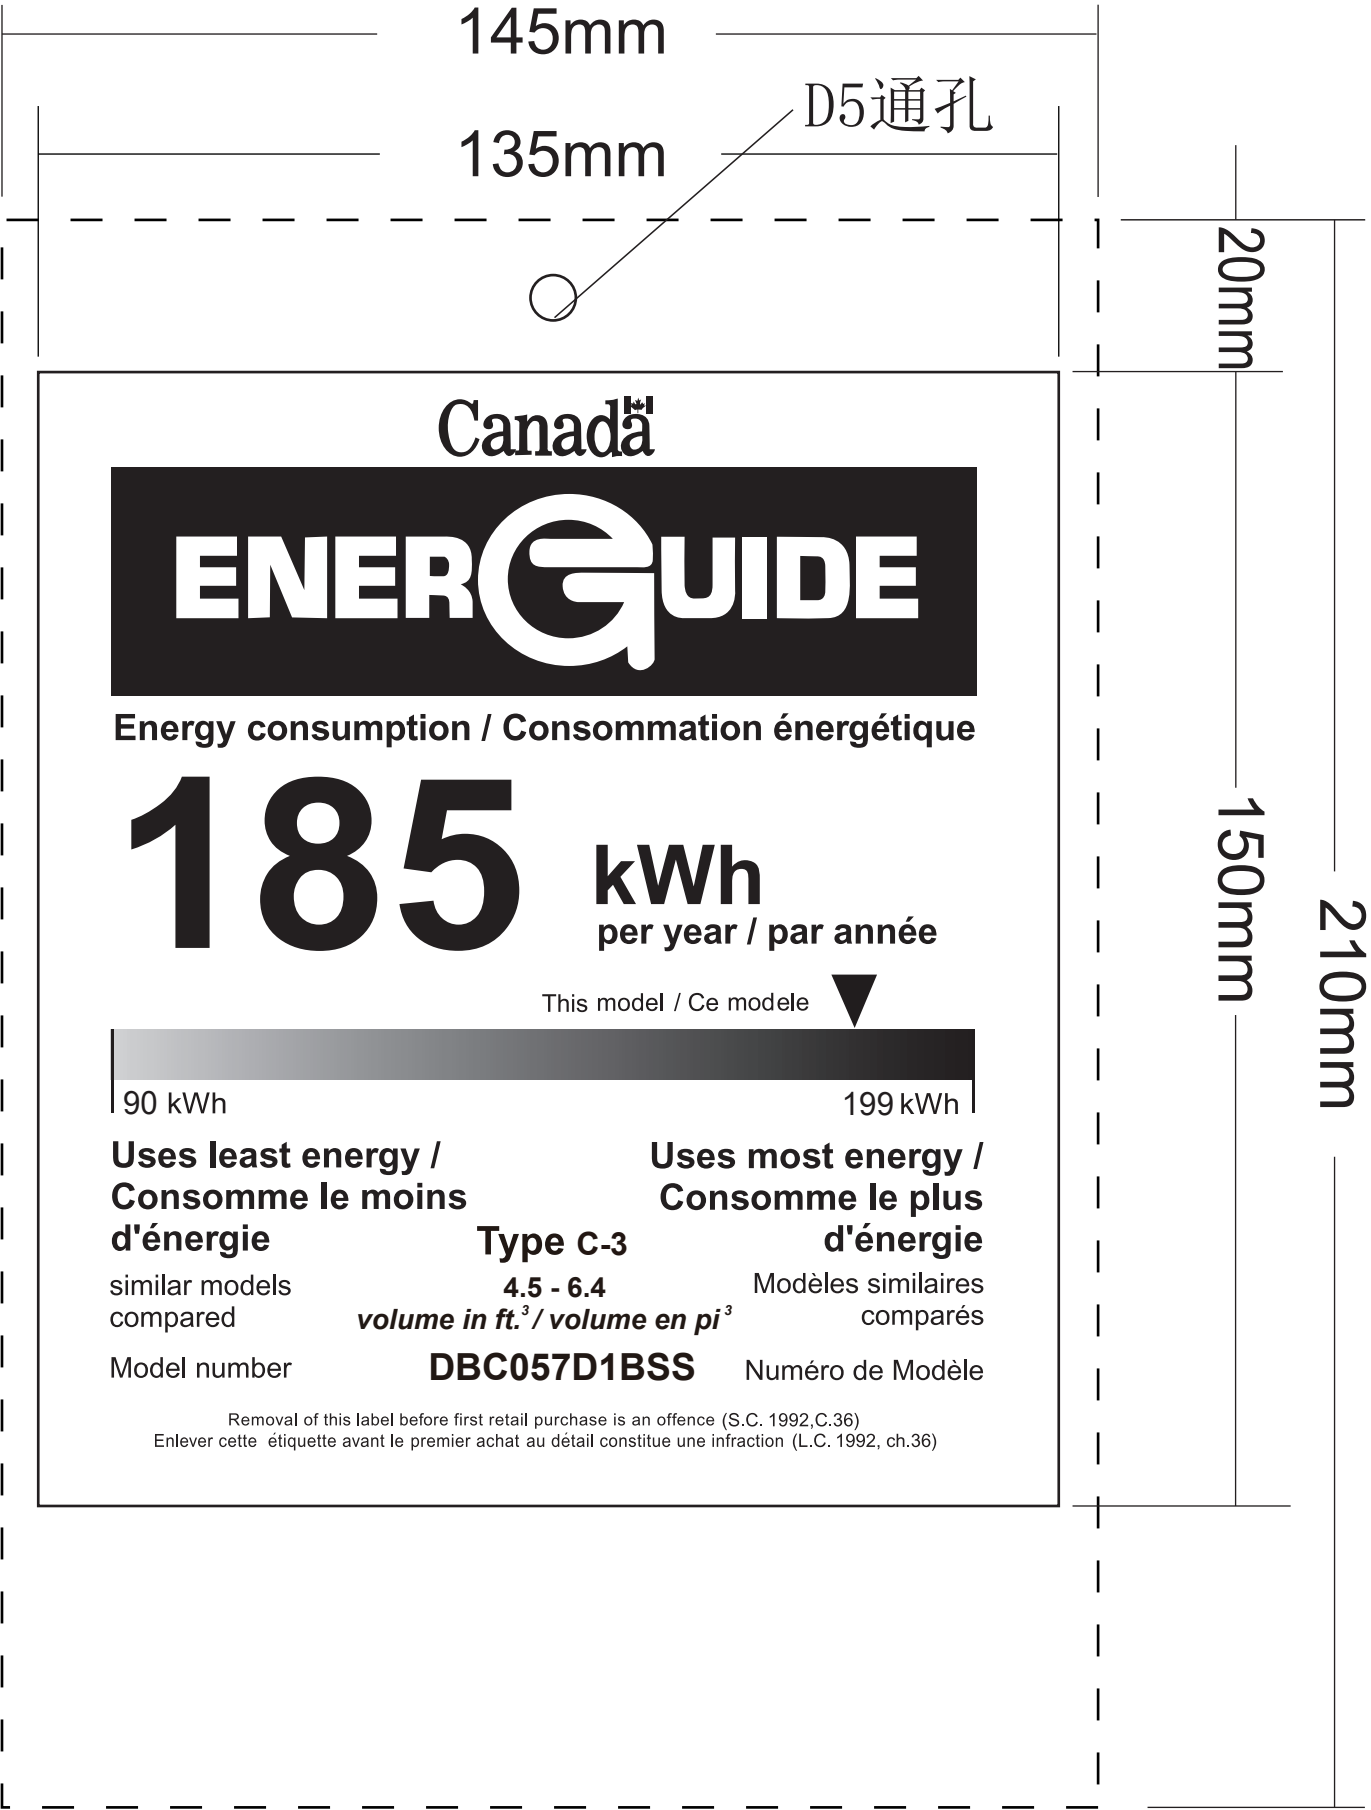 145mm
D5通孔
135mm
20mm
Canada
ENERGUIDE
Energy consumption / Consommation énergétique
185 kWh
per year / par année
This model / Ce modele
150mm
210mm
90 kWh 199 kWh
Uses least energy /
Consomme le moins
d'énergie
Uses most energy /
Consomme le plus
d'énergie
Type C-3
similar models
compared
4.5 - 6.4
volume in ft.³ / volume en pi³
Modèles similaires
comparés
Model number DBC057D1BSS Numéro de Modèle
Removal of this label before first retail purchase is an offence (S.C. 1992,C.36)
Enlever cette étiquette avant le premier achat au détail constitue une infraction (L.C. 1992, ch.36)